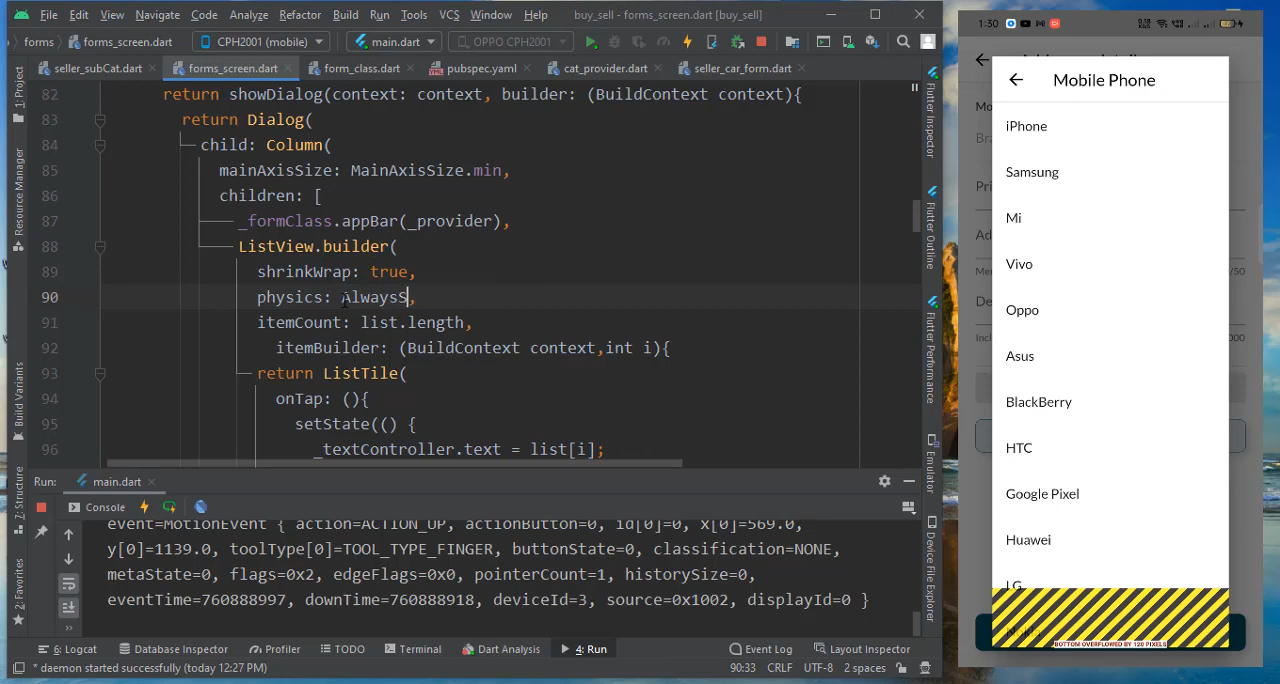 File Edit View Navigate Code Analyze Refactor Build Run Tools VCS Window Help buy_sell - forms_screen.dart [buy_sell]
forms forms_screen.dart CPH2001 (mobile) main.dart OPPO CPH2001
seller_subCat.dart forms_screen.dart form_class.dart pubspec.yaml cat_provider.dart seller_car_form.dart
82 return showDialog(context: context, builder: (BuildContext context){
83 return Dialog(
84 child: Column(
85 mainAxisSize: MainAxisSize.min,
86 children: [
87 _formClass.appBar(_provider),
88 ListView.builder(
89 shrinkWrap: true,
90 physics: AlwaysS,
91 itemCount: list.length,
92 itemBuilder: (BuildContext context,int i){
93 return ListTile(
94 onTap: (){
95 setState(() {
96 _textController.text = list[i];
Run: main.dart
Console
event=MotionEvent { action=ACTION_UP, actionButton=0, id[0]=0, x[0]=569.0,
y[0]=1139.0, toolType[0]=TOOL_TYPE_FINGER, buttonState=0, classification=NONE,
metaState=0, flags=0x2, edgeFlags=0x0, pointerCount=1, historySize=0,
eventTime=760888997, downTime=760888918, deviceId=3, source=0x1002, displayId=0 }
6: Logcat Database Inspector Profiler TODO Terminal Dart Analysis 4: Run Event Log Layout Inspector
* daemon started successfully (today 12:27 PM) 90:33 CRLF UTF-8 2 spaces
1: Project
Resource Manager
Build Variants
7: Structure
2: Favorites
Flutter Inspector
Flutter Outline
Flutter Performance
Emulator
Device File Explorer
1:30
Mobile Phone
iPhone
Samsung
Mi
Vivo
Oppo
Asus
BlackBerry
HTC
Google Pixel
Huawei
LG
BOTTOM OVERFLOWED BY 120 PIXELS